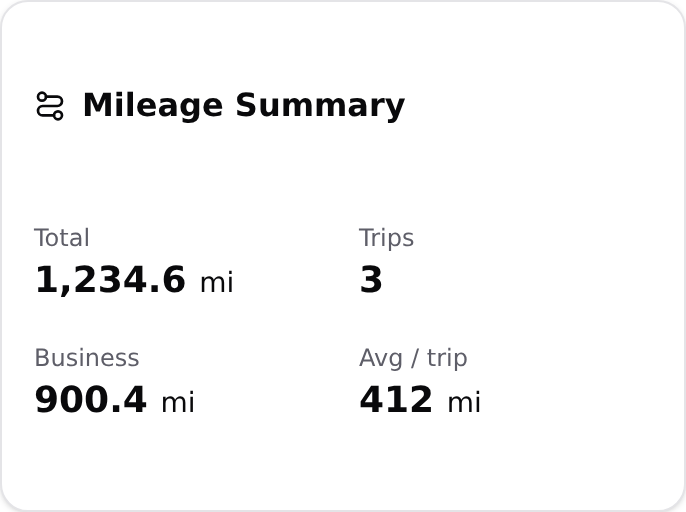 Mileage Summary
Total
1,234.6 mi
Trips
3
Business
900.4 mi
Avg / trip
412 mi